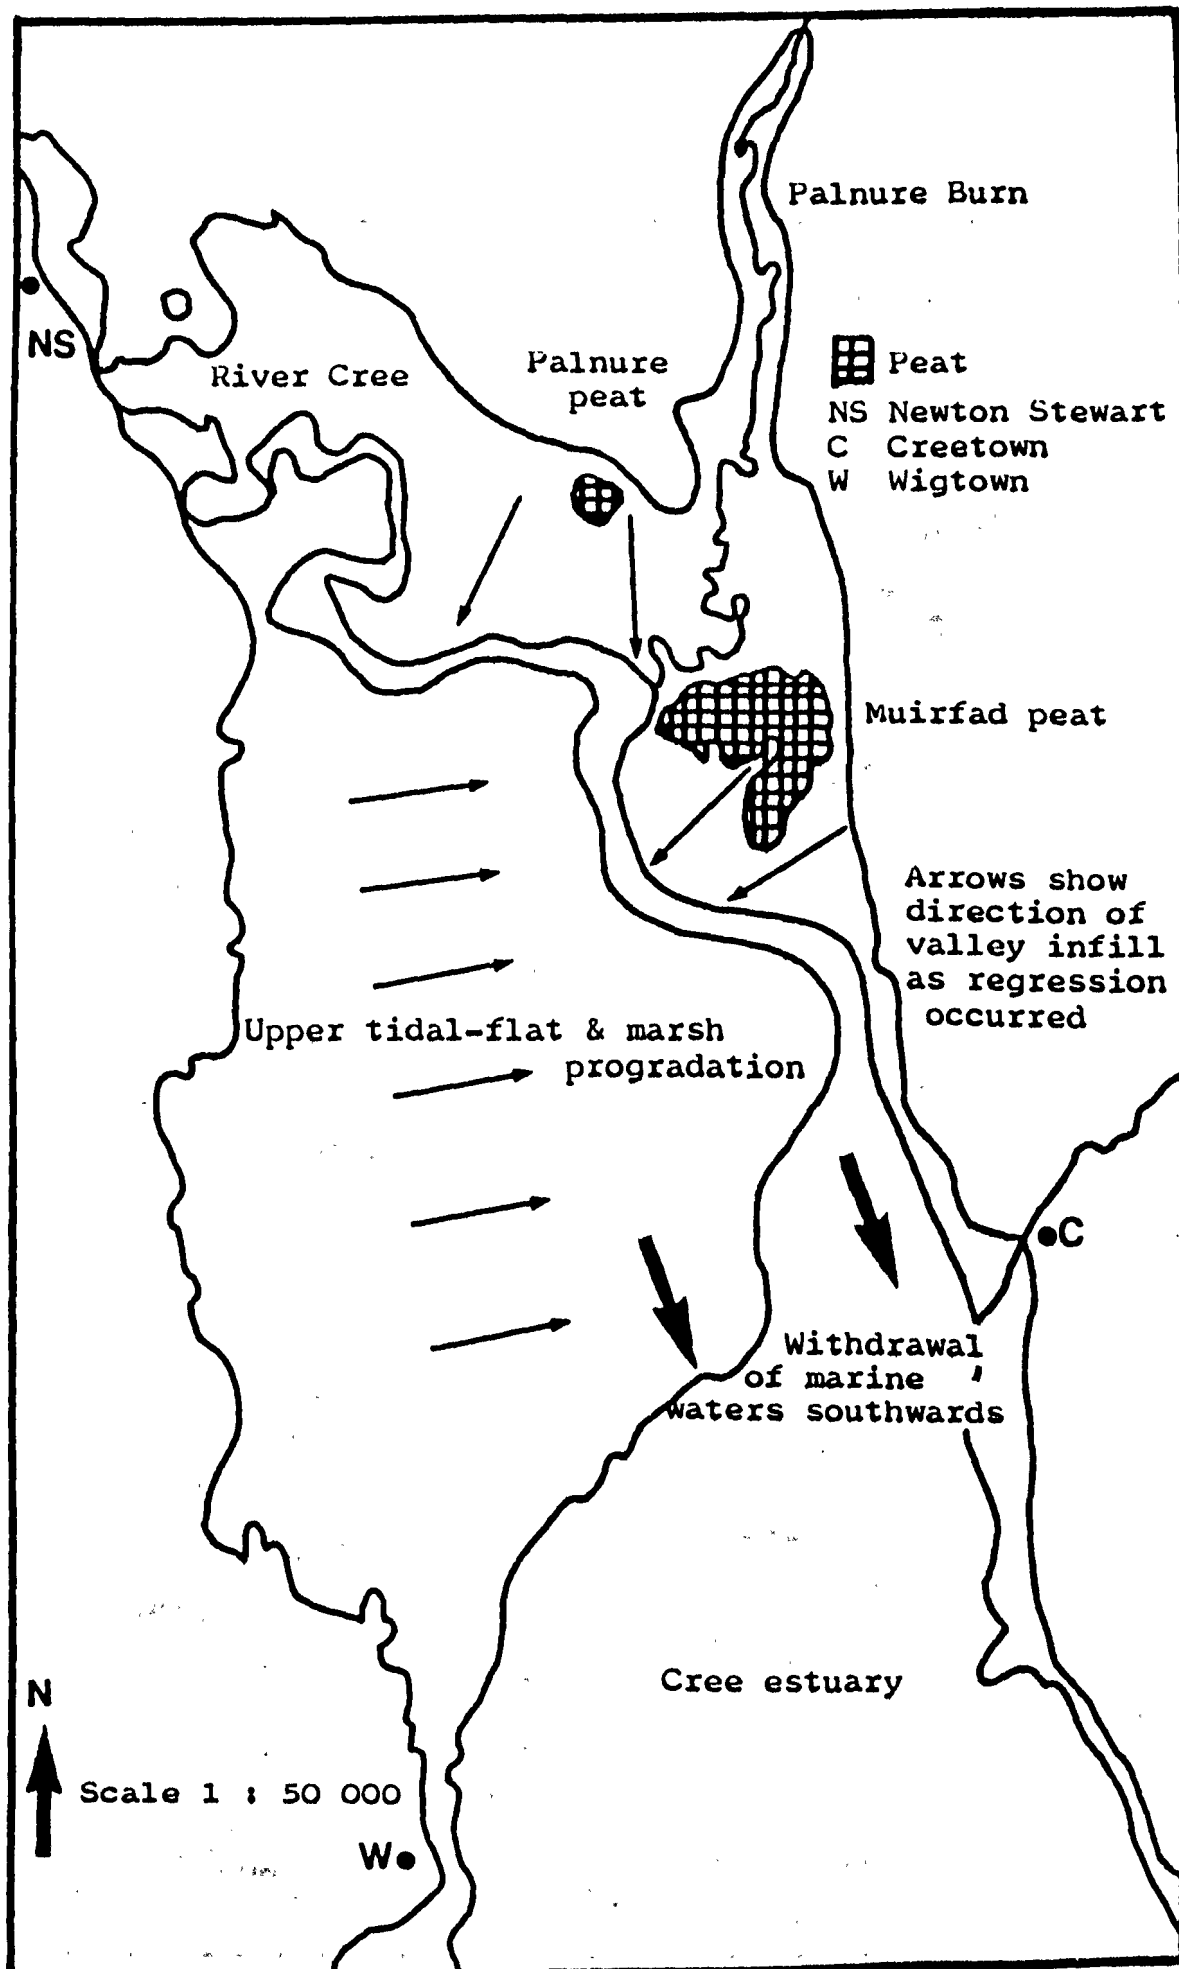 Palnure Burn
NS
River Cree
Palnure
peat
Peat
NS Newton Stewart
C Creetown
W Wigtown
Muirfad peat
Arrows show
direction of
valley infill
as regression
occurred
Upper tidal-flat & marsh
progradation
C
Withdrawal
of marine
waters southwards
Cree estuary
N
Scale 1 : 50 000
W